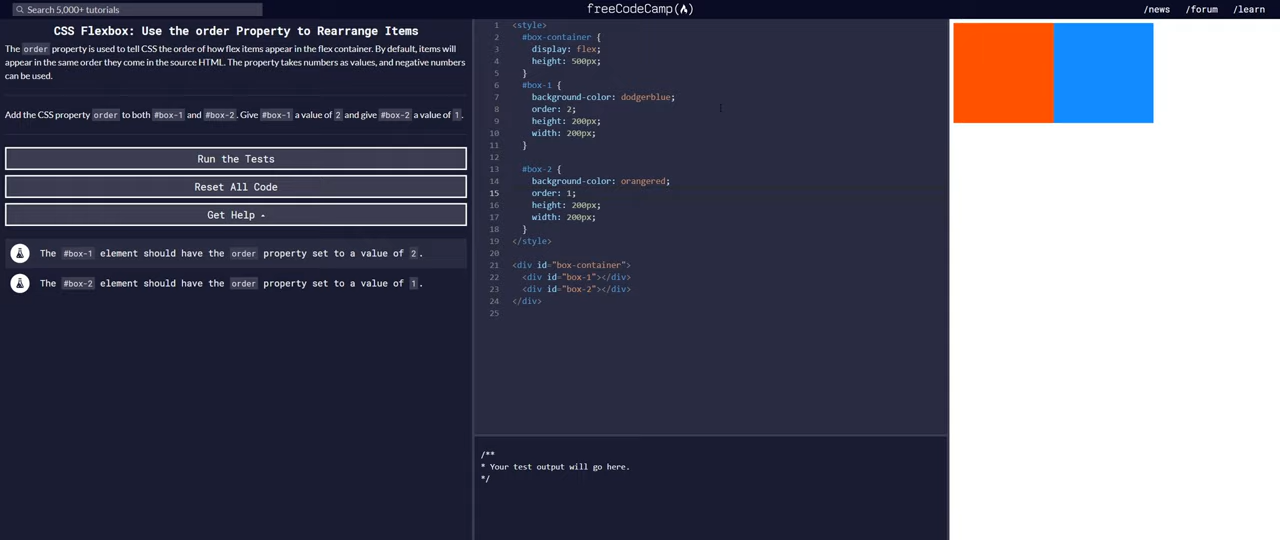 Search 5,000+ tutorials
freeCodeCamp(🔥)
/news
/forum
/learn
CSS Flexbox: Use the order Property to Rearrange Items
The order property is used to tell CSS the order of how flex items appear in the flex container. By default, items will
appear in the same order they come in the source HTML. The property takes numbers as values, and negative numbers
can be used.
Add the CSS property order to both #box-1 and #box-2. Give #box-1 a value of 2 and give #box-2 a value of 1.
Run the Tests
Reset All Code
Get Help
The #box-1 element should have the order property set to a value of 2.
The #box-2 element should have the order property set to a value of 1.
1 <style>
2 #box-container {
3 display: flex;
4 height: 500px;
5 }
6 #box-1 {
7 background-color: dodgerblue;
8 order: 2;
9 height: 200px;
10 width: 200px;
11 }
12
13 #box-2 {
14 background-color: orangered;
15 order: 1;
16 height: 200px;
17 width: 200px;
18 }
19 </style>
20
21 <div id="box-container">
22 <div id="box-1"></div>
23 <div id="box-2"></div>
24 </div>
25
/**
* Your test output will go here.
*/